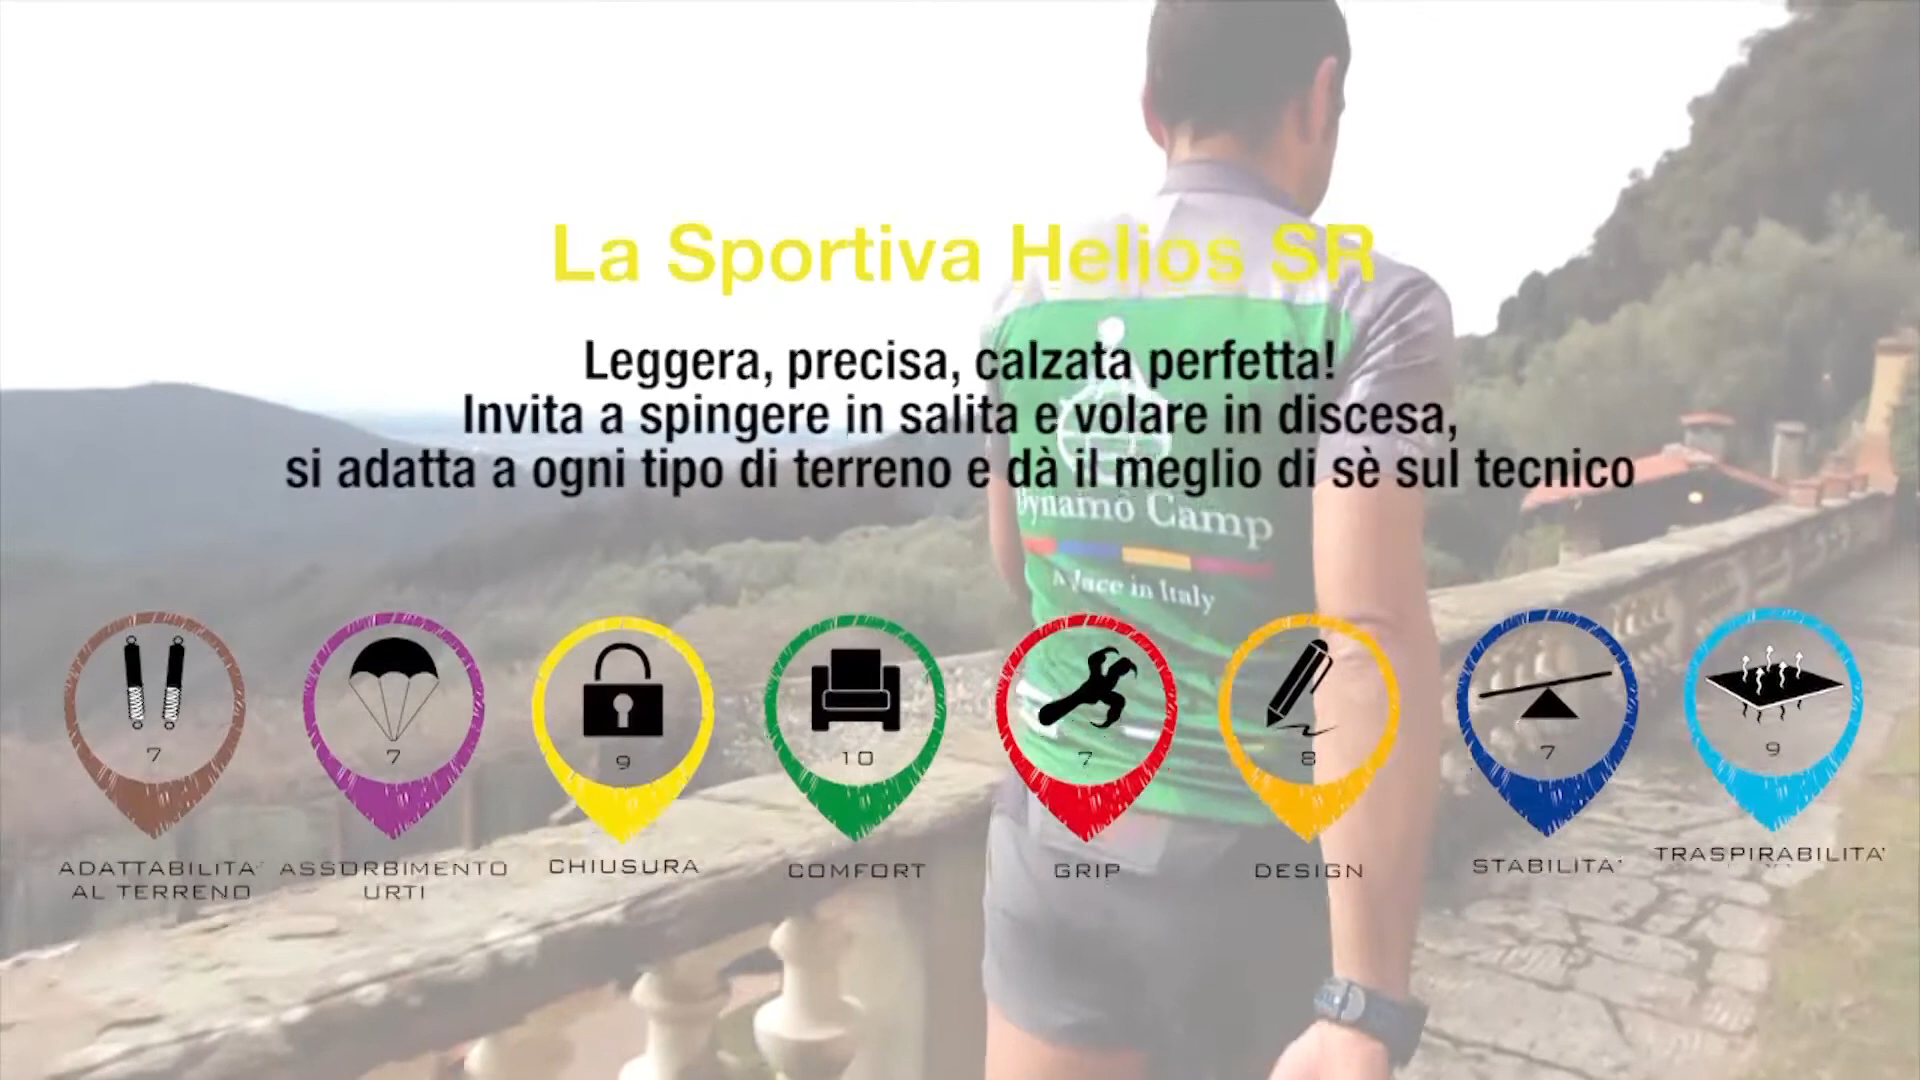 La Sportiva Helios SR
Leggera, precisa, calzata perfetta!
Invita a spingere in salita e volare in discesa,
si adatta a ogni tipo di terreno e dà il meglio di sè sul tecnico
Dynamo Camp
in Italy
7
7
9
10
7
8
7
9
ADATTABILITA'
AL TERRENO
ASSORBIMENTO
URTI
CHIUSURA
COMFORT
GRIP
DESIGN
STABILITA'
TRASPIRABILITA'